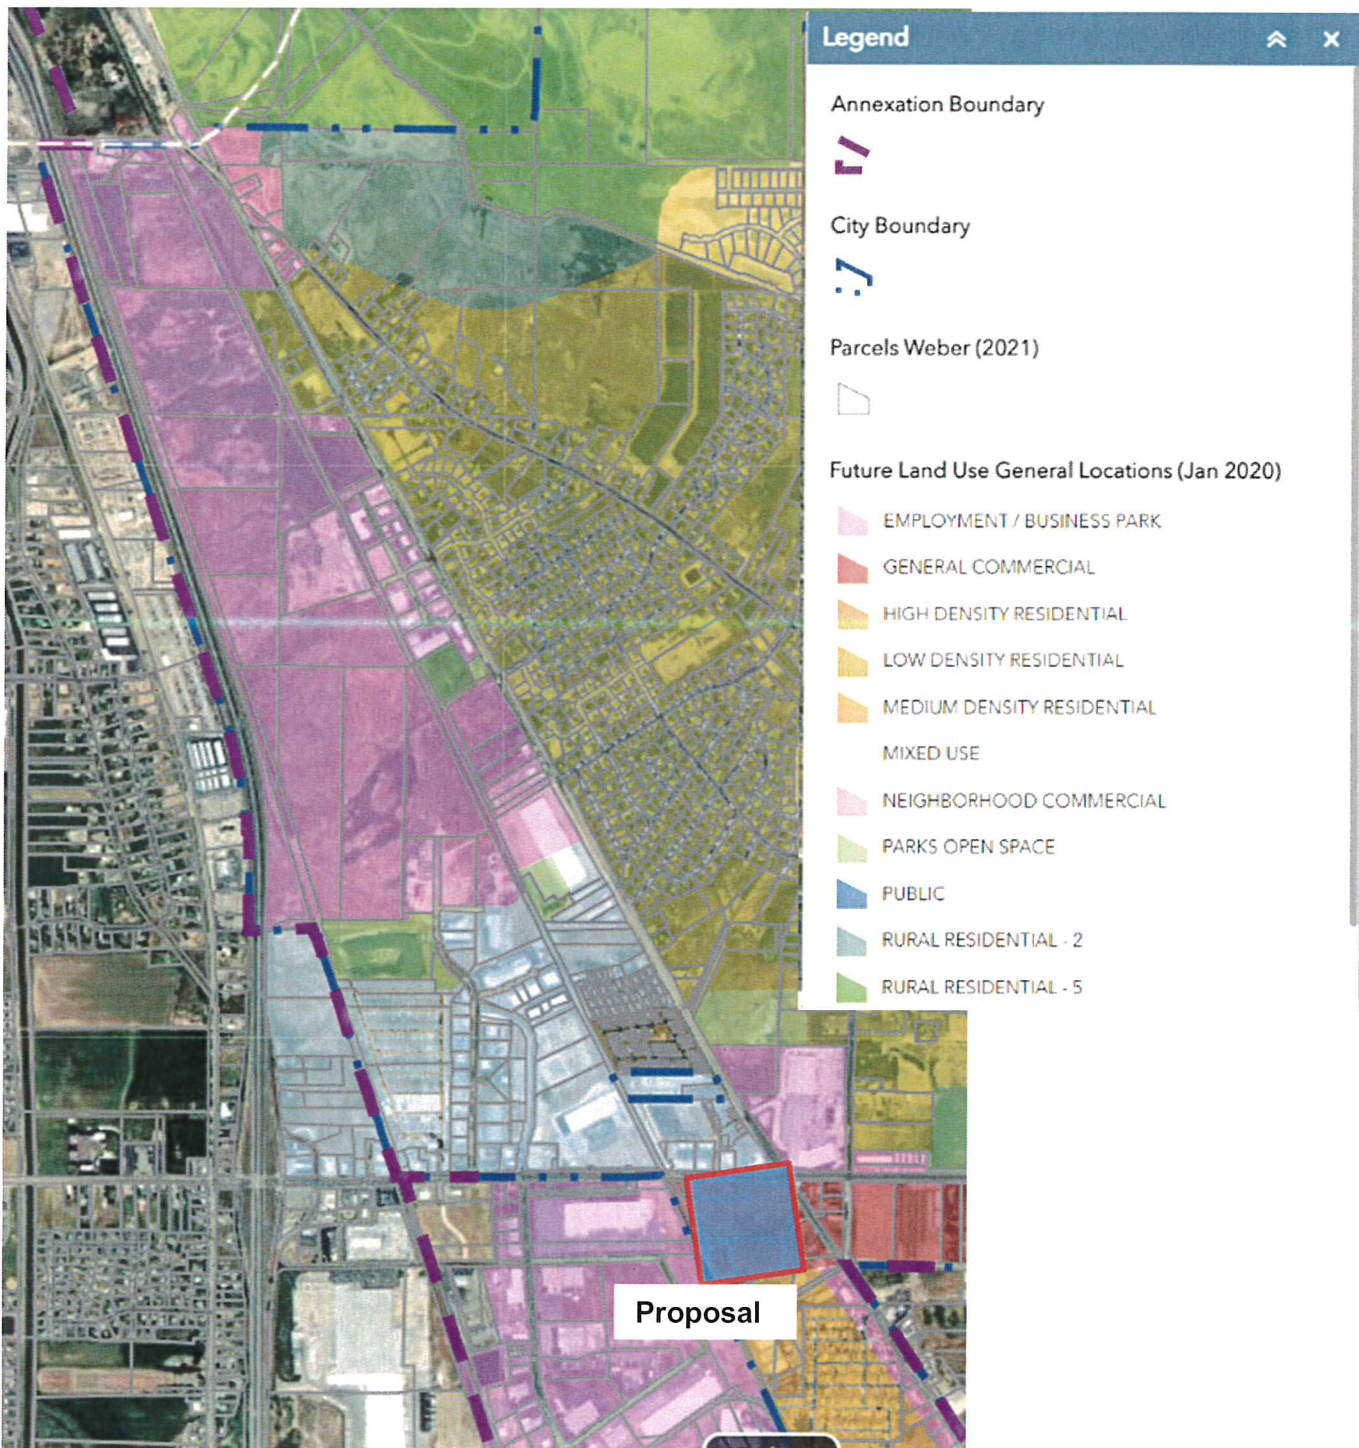 Legend
Annexation Boundary
City Boundary
Parcels Weber (2021)
Future Land Use General Locations (Jan 2020)
EMPLOYMENT / BUSINESS PARK
GENERAL COMMERCIAL
HIGH DENSITY RESIDENTIAL
LOW DENSITY RESIDENTIAL
MEDIUM DENSITY RESIDENTIAL
MIXED USE
NEIGHBORHOOD COMMERCIAL
PARKS OPEN SPACE
PUBLIC
RURAL RESIDENTIAL - 2
RURAL RESIDENTIAL - 5
Proposal